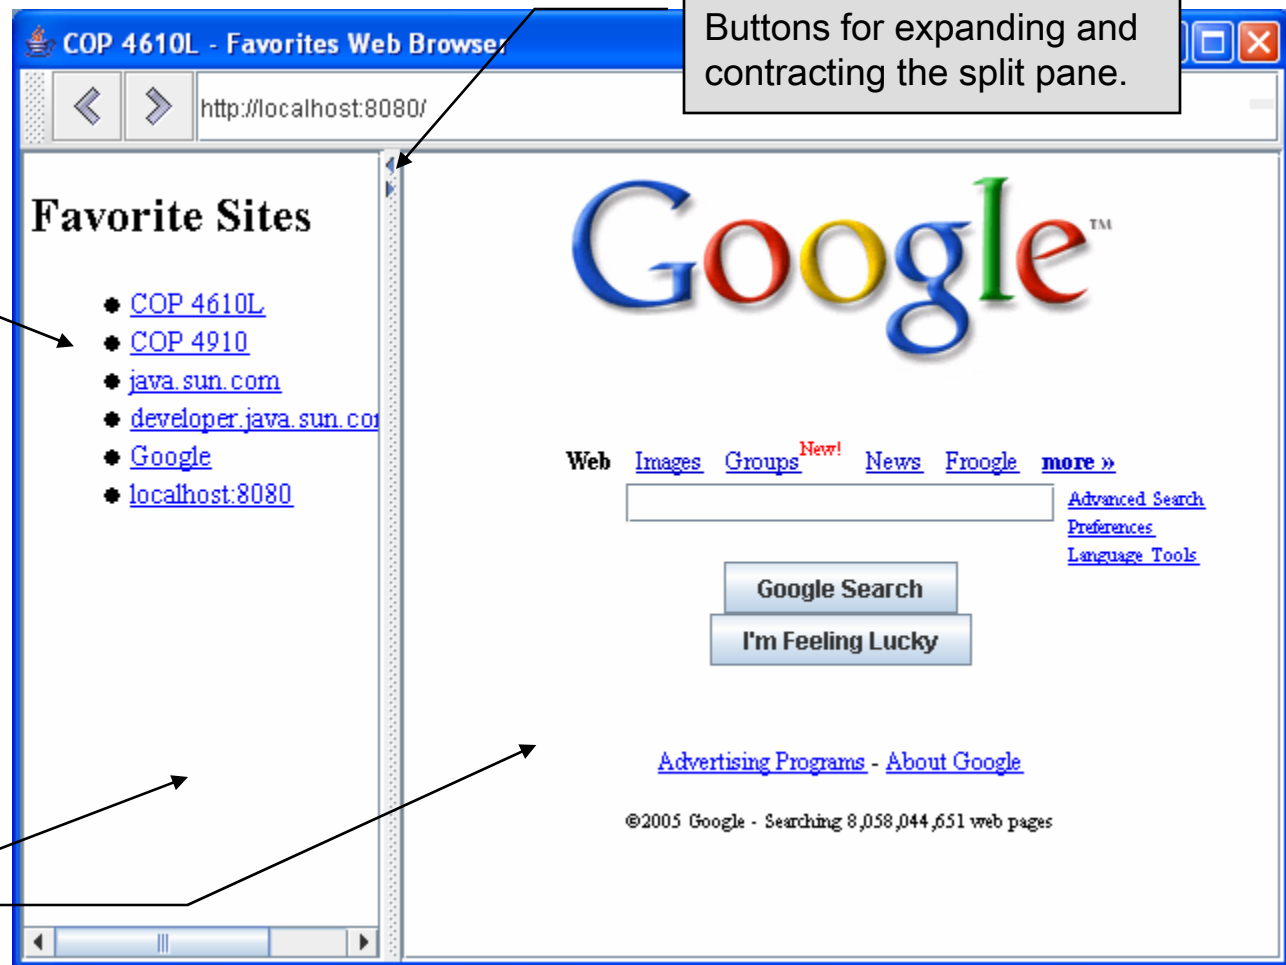 COP 4610L - Favorites Web Browser
Buttons for expanding and
contracting the split pane.
http://localhost:8080/
Favorite Sites
COP 4610L
COP 4910
java.sun.com
developer.java.sun.co
Google
localhost:8080
Google™
Web Images Groups New! News Froogle more »
Advanced Search
Preferences
Language Tools
Google Search
I'm Feeling Lucky
Advertising Programs - About Google
©2005 Google - Searching 8,058,044,651 web pages